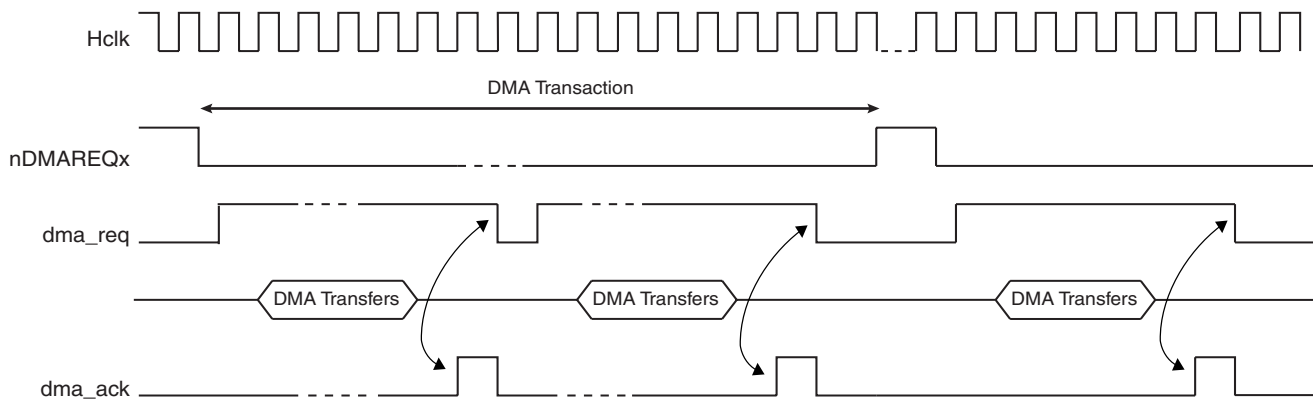 Hclk
DMA Transaction
nDMAREQx
dma_req
DMA Transfers
DMA Transfers
DMA Transfers
dma_ack